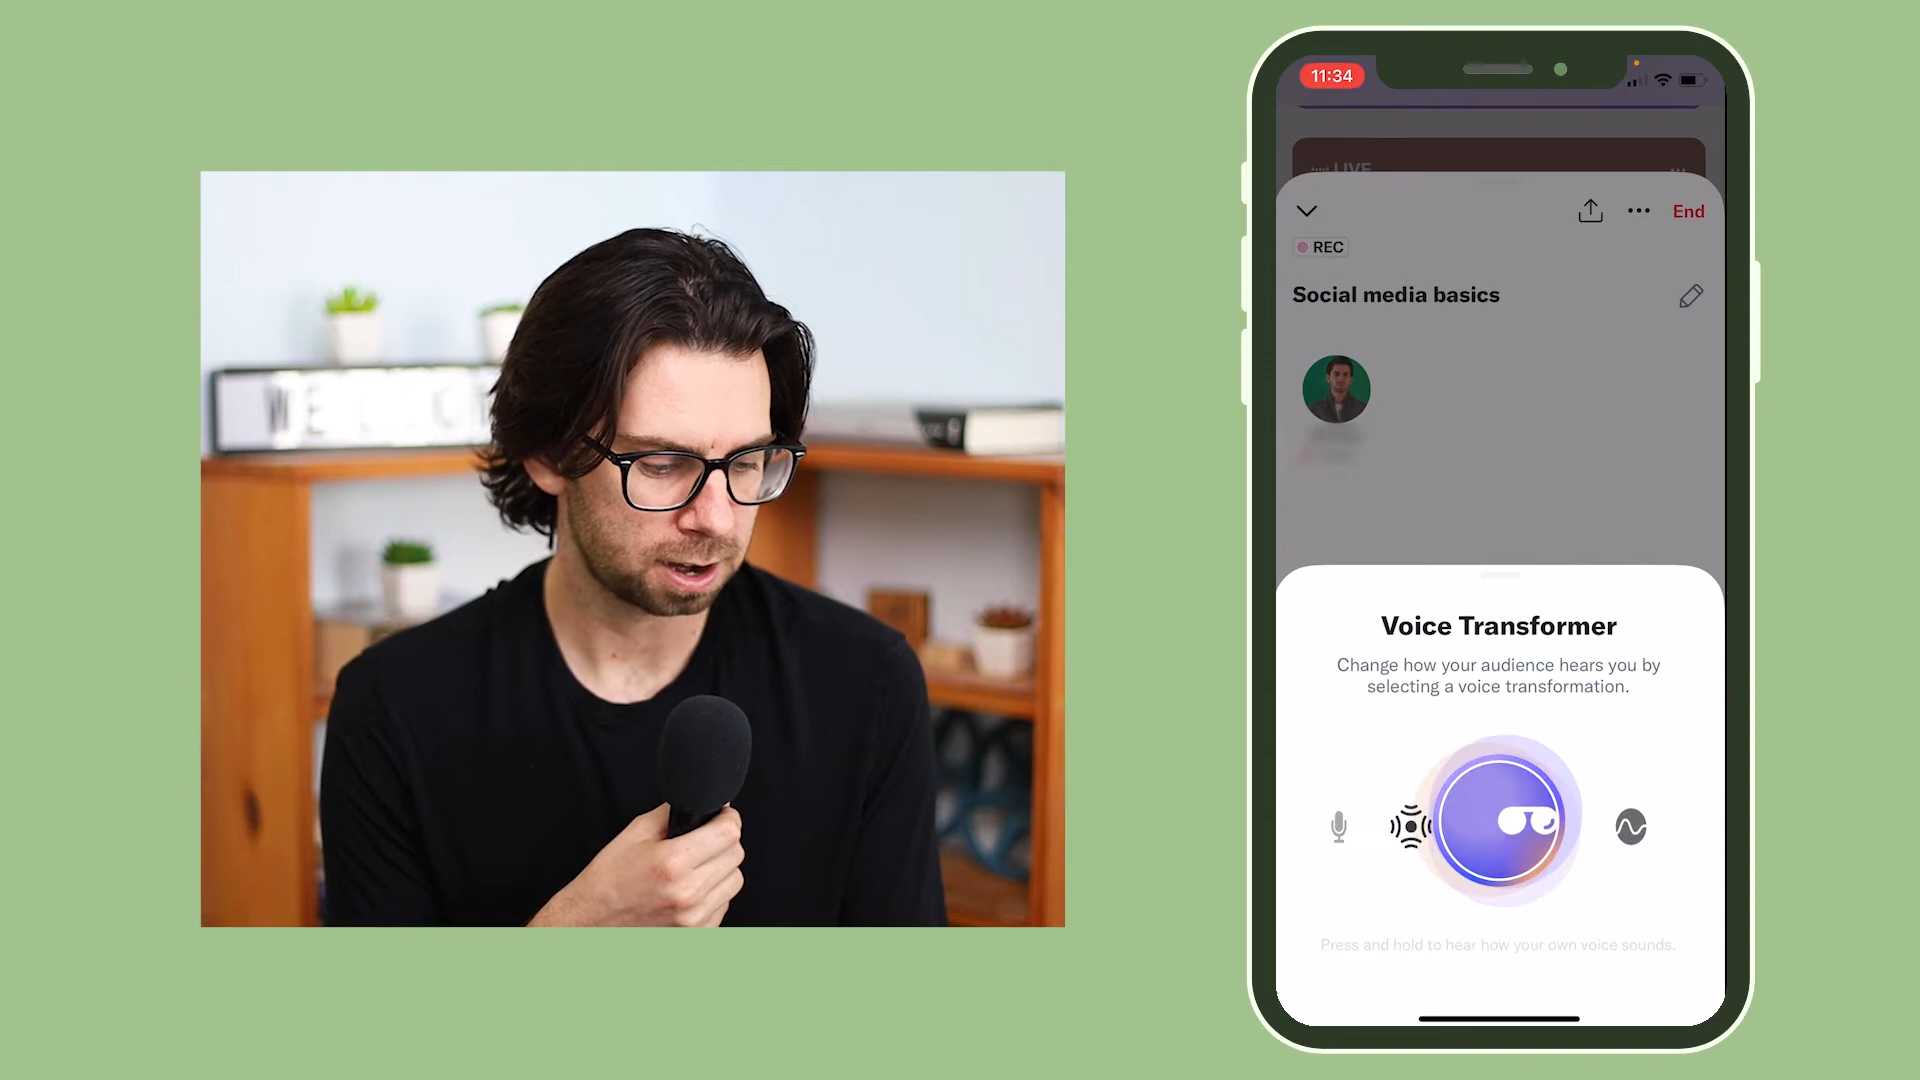 11:34
LIVE
End
REC
Social media basics
Voice Transformer
Change how your audience hears you by
selecting a voice transformation.
Press and hold to hear how your own voice sounds.